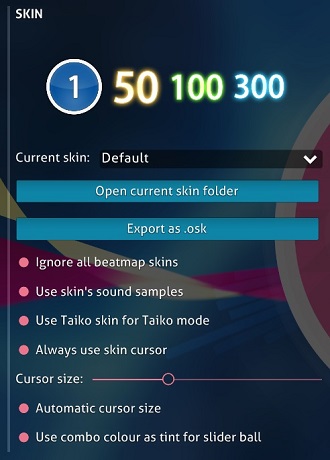 SKIN
1 50 100 300
Current skin: Default
Open current skin folder
Export as .osk
Ignore all beatmap skins
Use skin's sound samples
Use Taiko skin for Taiko mode
Always use skin cursor
Cursor size:
Automatic cursor size
Use combo colour as tint for slider ball